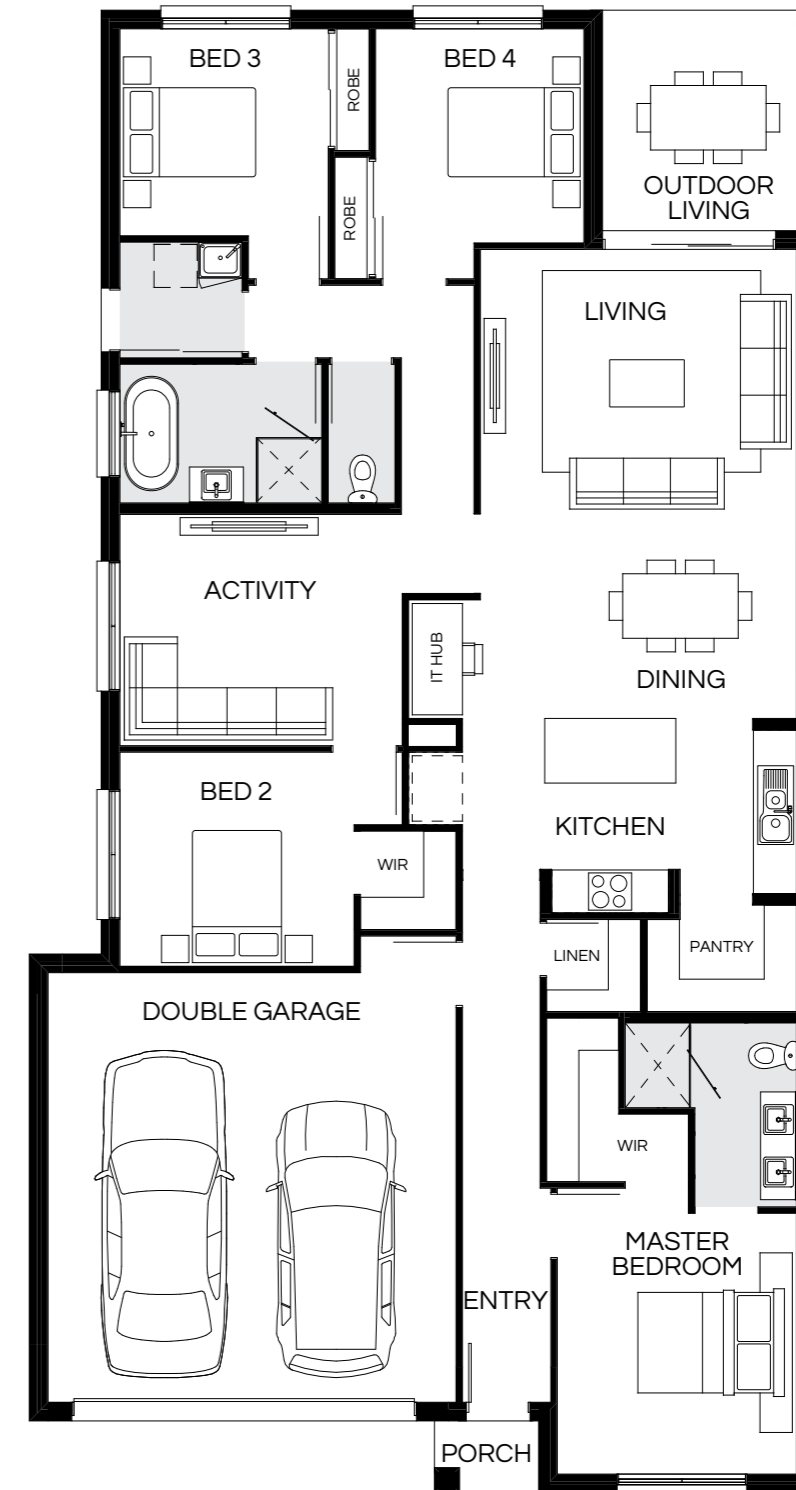 BED 3
BED 4
ROBE
ROBE
OUTDOOR
LIVING
LIVING
ACTIVITY
IT HUB
DINING
BED 2
KITCHEN
WIR
LINEN
PANTRY
DOUBLE GARAGE
WIR
MASTER
BEDROOM
ENTRY
PORCH